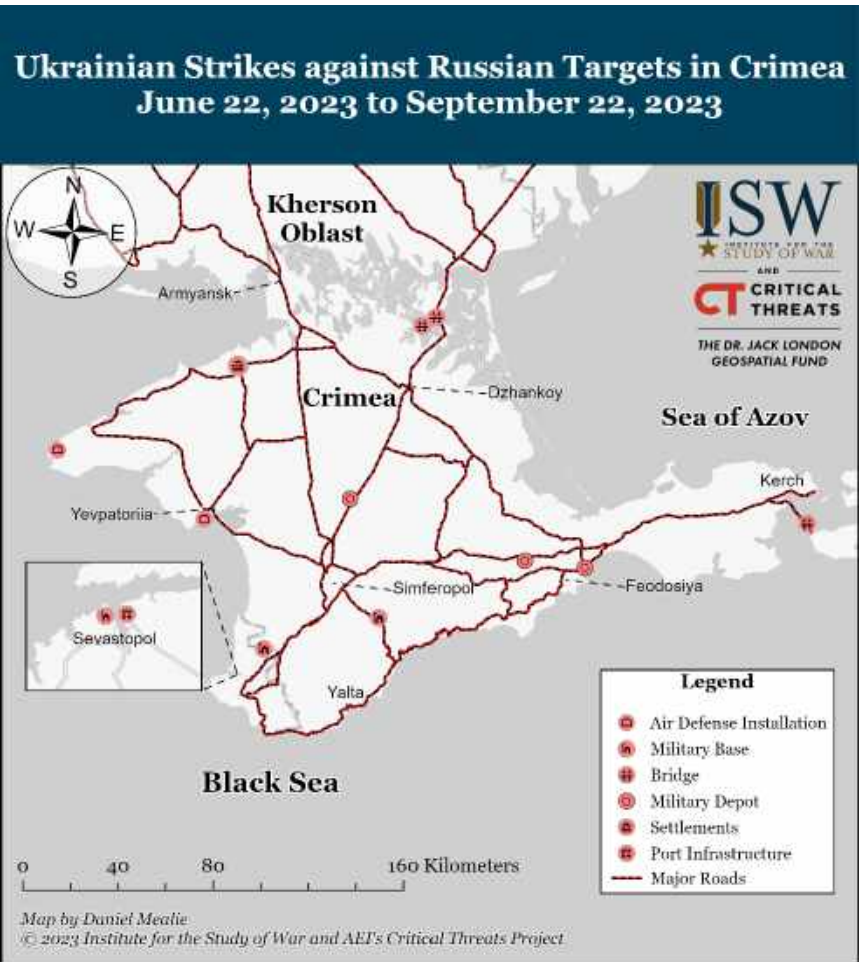 Ukrainian Strikes against Russian Targets in Crimea
June 22, 2023 to September 22, 2023
N
W
E
S
Kherson
Oblast
ISW
INSTITUTE FOR THE
STUDY OF WAR
AND
CT CRITICAL
THREATS
THE DR. JACK LONDON
GEOSPATIAL FUND
Armyansk
Crimea
Dzhankoy
Sea of Azov
Kerch
Yevpatoriia
Simferopol
Feodosiya
Sevastopol
Yalta
Black Sea
Legend
Air Defense Installation
Military Base
Bridge
Military Depot
Settlements
Port Infrastructure
Major Roads
0 40 80 160 Kilometers
Map by Daniel Mealie
© 2023 Institute for the Study of War and AEI's Critical Threats Project